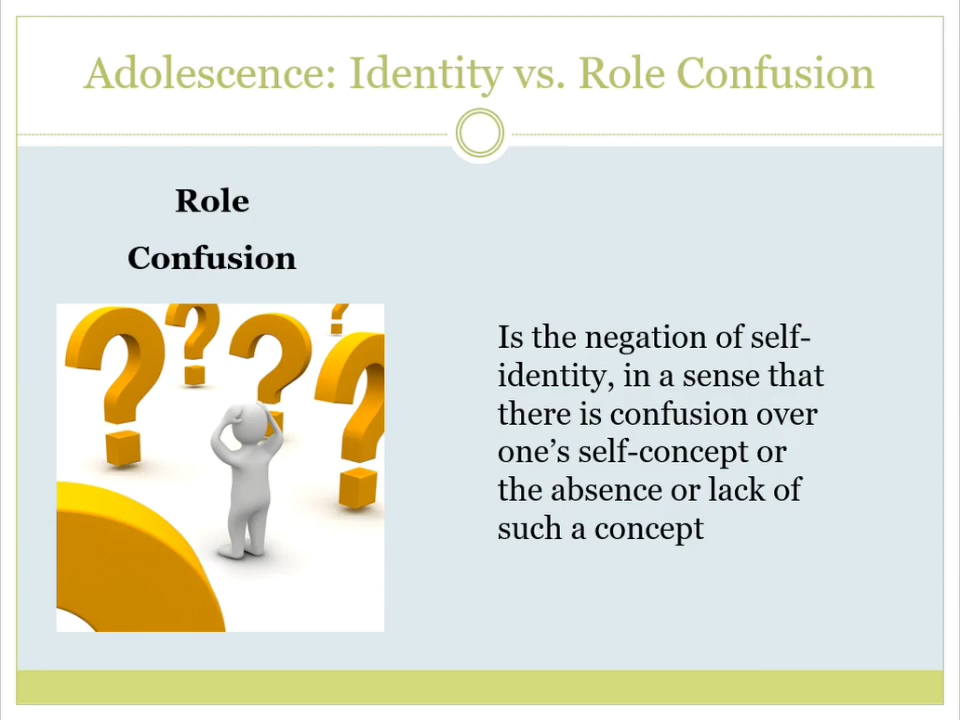 Adolescence: Identity vs. Role Confusion
Role
Confusion
Is the negation of self-
identity, in a sense that
there is confusion over
one’s self-concept or
the absence or lack of
such a concept